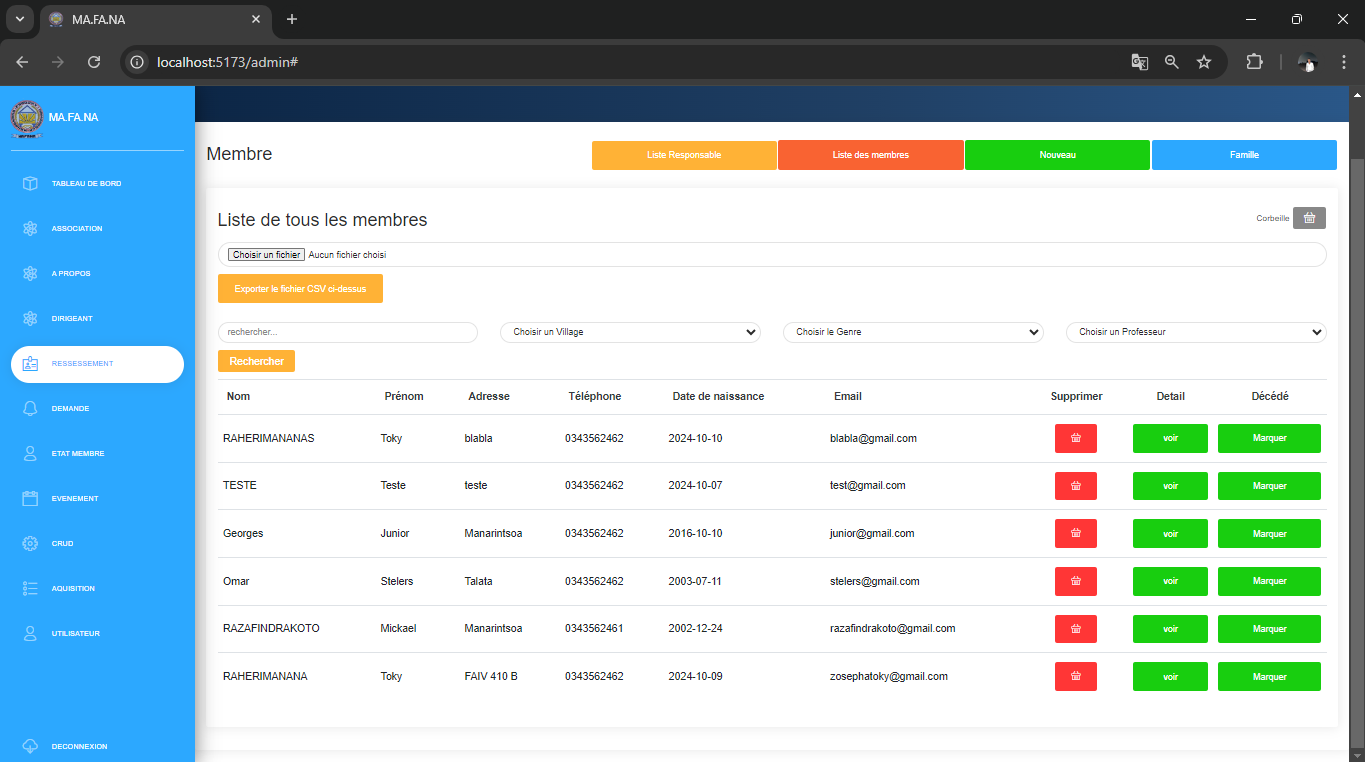 MA.FA.NA
localhost:5173/admin#
MA.FA.NA
TABLEAU DE BORD
ASSOCIATION
A PROPOS
DIRIGEANT
RESSESSEMENT
DEMANDE
ETAT MEMBRE
EVENEMENT
CRUD
AQUISITION
UTILISATEUR
DECONNEXION
Membre
Liste Responsable
Liste des membres
Nouveau
Famille
Liste de tous les membres
Corbeille
Choisir un fichier Aucun fichier choisi
Exporter le fichier CSV ci-dessus
rechercher...
Choisir un Village
Choisir le Genre
Choisir un Professeur
Rechercher
Nom Prénom Adresse Téléphone Date de naissance Email Supprimer Detail Décédé
RAHERIMANANAS Toky blabla 0343562462 2024-10-10 blabla@gmail.com voir Marquer
TESTE Teste teste 0343562462 2024-10-07 test@gmail.com voir Marquer
Georges Junior Manarintsoa 0343562462 2016-10-10 junior@gmail.com voir Marquer
Omar Stelers Talata 0343562462 2003-07-11 stelers@gmail.com voir Marquer
RAZAFINDRAKOTO Mickael Manarintsoa 0343562461 2002-12-24 razafindrakoto@gmail.com voir Marquer
RAHERIMANANA Toky FAIV 410 B 0343562462 2024-10-09 zosephatoky@gmail.com voir Marquer